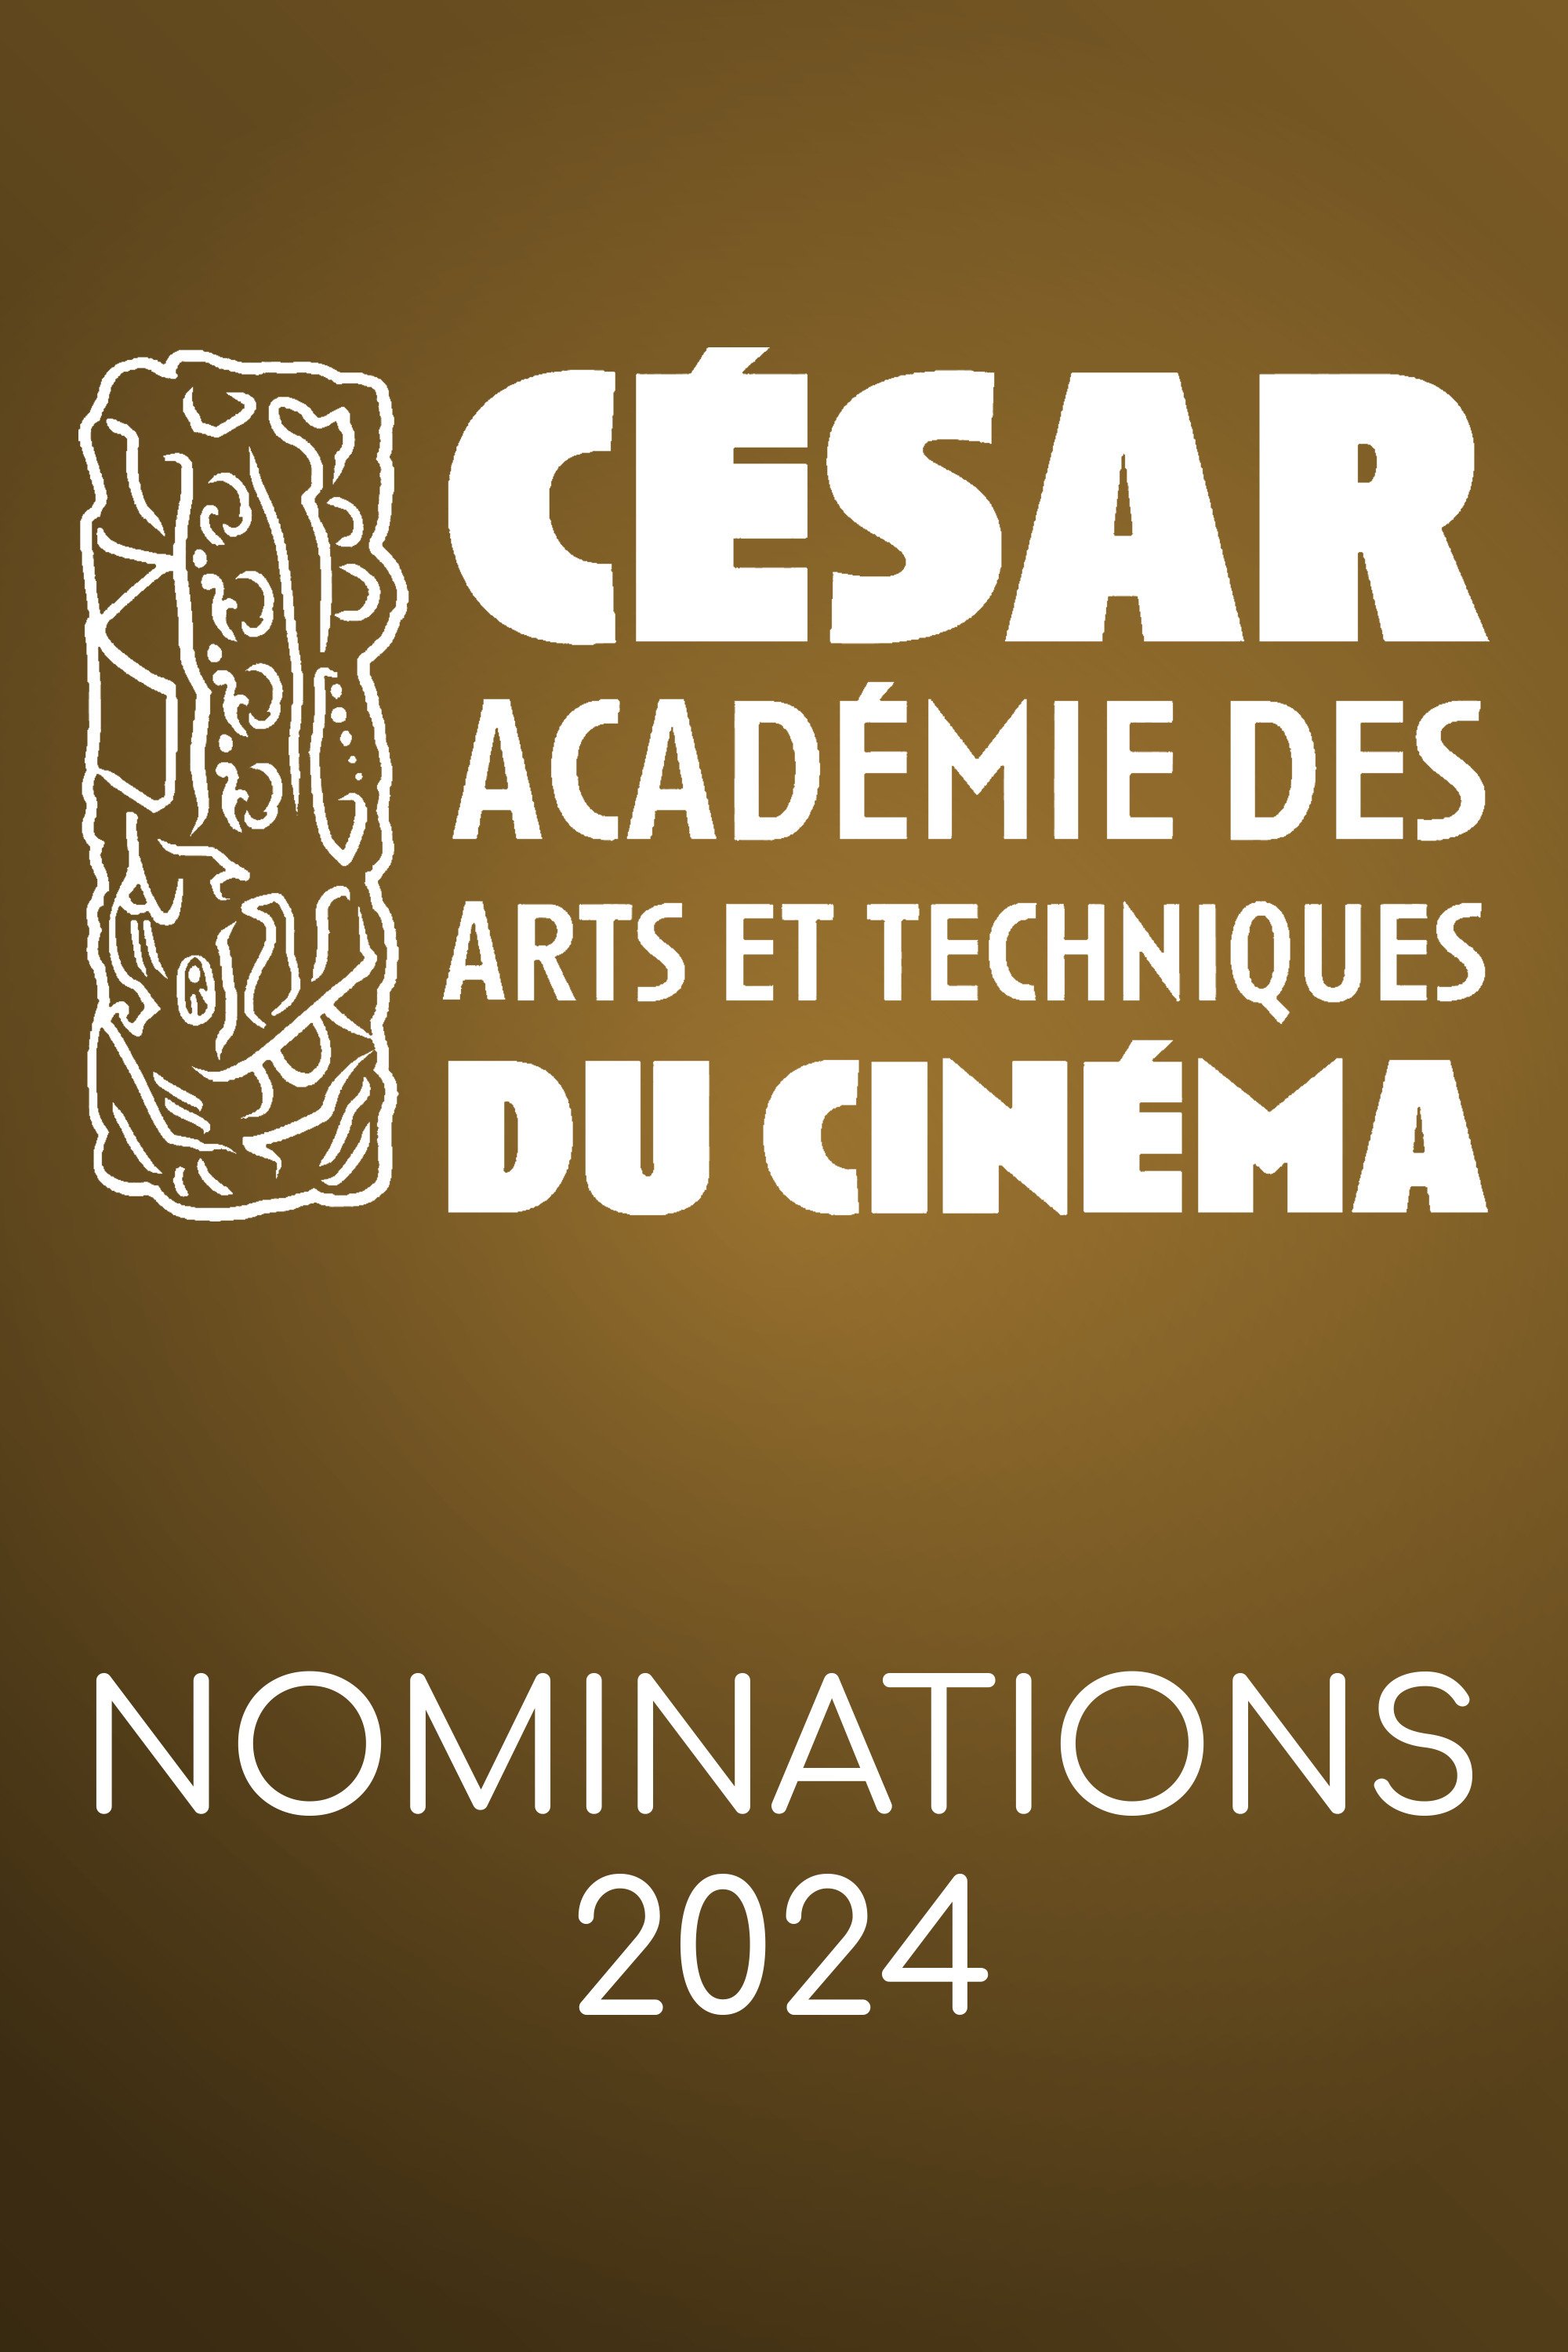 CÉSAR
ACADÉMIE DES
ARTS ET TECHNIQUES
DU CINÉMA
NOMINATIONS
2024